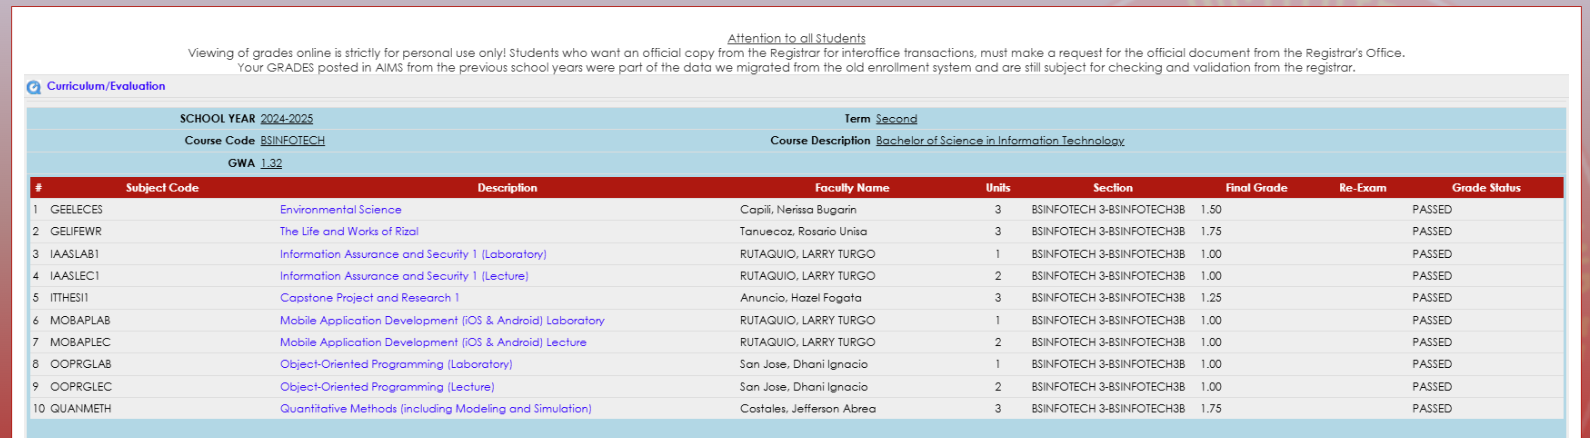 Attention to all Students
Viewing of grades online is strictly for personal use only! Students who want an official copy from the Registrar for interoffice transactions, must make a request for the official document from the Registrar's Office.
Your GRADES posted in AIMS from the previous school years were part of the data we migrated from the old enrollment system and are still subject for checking and validation from the registrar.
Curriculum/Evaluation
SCHOOL YEAR 2024-2025 Term Second
Course Code BSINFOTECH Course Description Bachelor of Science in Information Technology
GWA 1.32
# Subject Code Description Faculty Name Units Section Final Grade Re-Exam Grade Status
1 GEELECES Environmental Science Capili, Nerissa Bugarin 3 BSINFOTECH 3-BSINFOTECH3B 1.50 PASSED
2 GELIFEWR The Life and Works of Rizal Tanuecoz, Rosario Unisa 3 BSINFOTECH 3-BSINFOTECH3B 1.75 PASSED
3 IAASLAB1 Information Assurance and Security 1 (Laboratory) RUTAQUIO, LARRY TURGO 1 BSINFOTECH 3-BSINFOTECH3B 1.00 PASSED
4 IAASLEC1 Information Assurance and Security 1 (Lecture) RUTAQUIO, LARRY TURGO 2 BSINFOTECH 3-BSINFOTECH3B 1.00 PASSED
5 ITTHESI1 Capstone Project and Research 1 Anuncio, Hazel Fogata 3 BSINFOTECH 3-BSINFOTECH3B 1.25 PASSED
6 MOBAPLAB Mobile Application Development (iOS & Android) Laboratory RUTAQUIO, LARRY TURGO 1 BSINFOTECH 3-BSINFOTECH3B 1.00 PASSED
7 MOBAPLEC Mobile Application Development (iOS & Android) Lecture RUTAQUIO, LARRY TURGO 2 BSINFOTECH 3-BSINFOTECH3B 1.00 PASSED
8 OOPRGLAB Object-Oriented Programming (Laboratory) San Jose, Dhani Ignacio 1 BSINFOTECH 3-BSINFOTECH3B 1.00 PASSED
9 OOPRGLEC Object-Oriented Programming (Lecture) San Jose, Dhani Ignacio 2 BSINFOTECH 3-BSINFOTECH3B 1.00 PASSED
10 QUANMETH Quantitative Methods (including Modeling and Simulation) Costales, Jefferson Abrea 3 BSINFOTECH 3-BSINFOTECH3B 1.75 PASSED